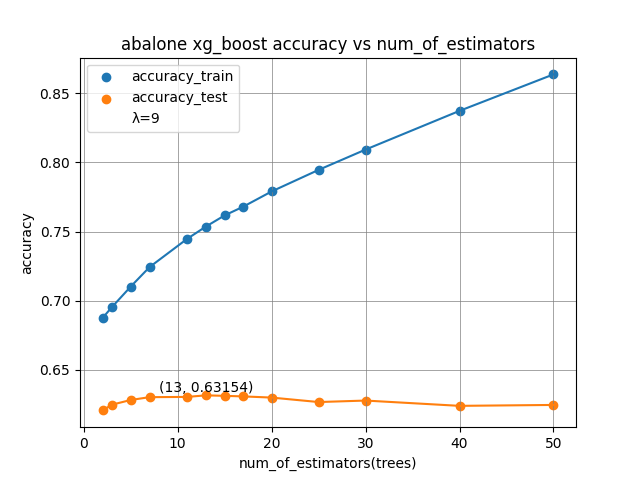 abalone xg_boost accuracy vs num_of_estimators
accuracy_train
accuracy_test
λ=9
0.85
0.80
0.75
0.70
0.65
accuracy
(13, 0.63154)
0 10 20 30 40 50
num_of_estimators(trees)